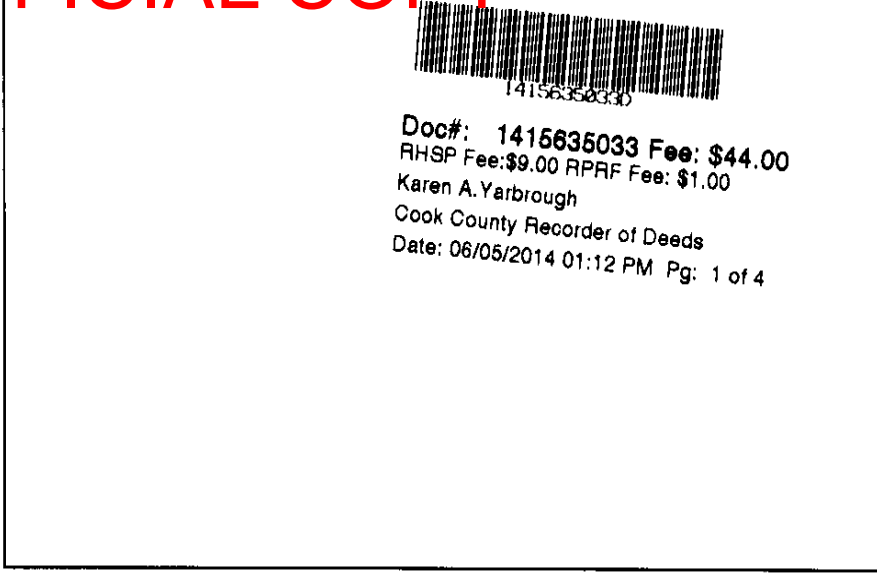 1415635033D
Doc#: 1415635033 Fee: $44.00
RHSP Fee:$9.00 RPRF Fee: $1.00
Karen A.Yarbrough
Cook County Recorder of Deeds
Date: 06/05/2014 01:12 PM Pg: 1 of 4